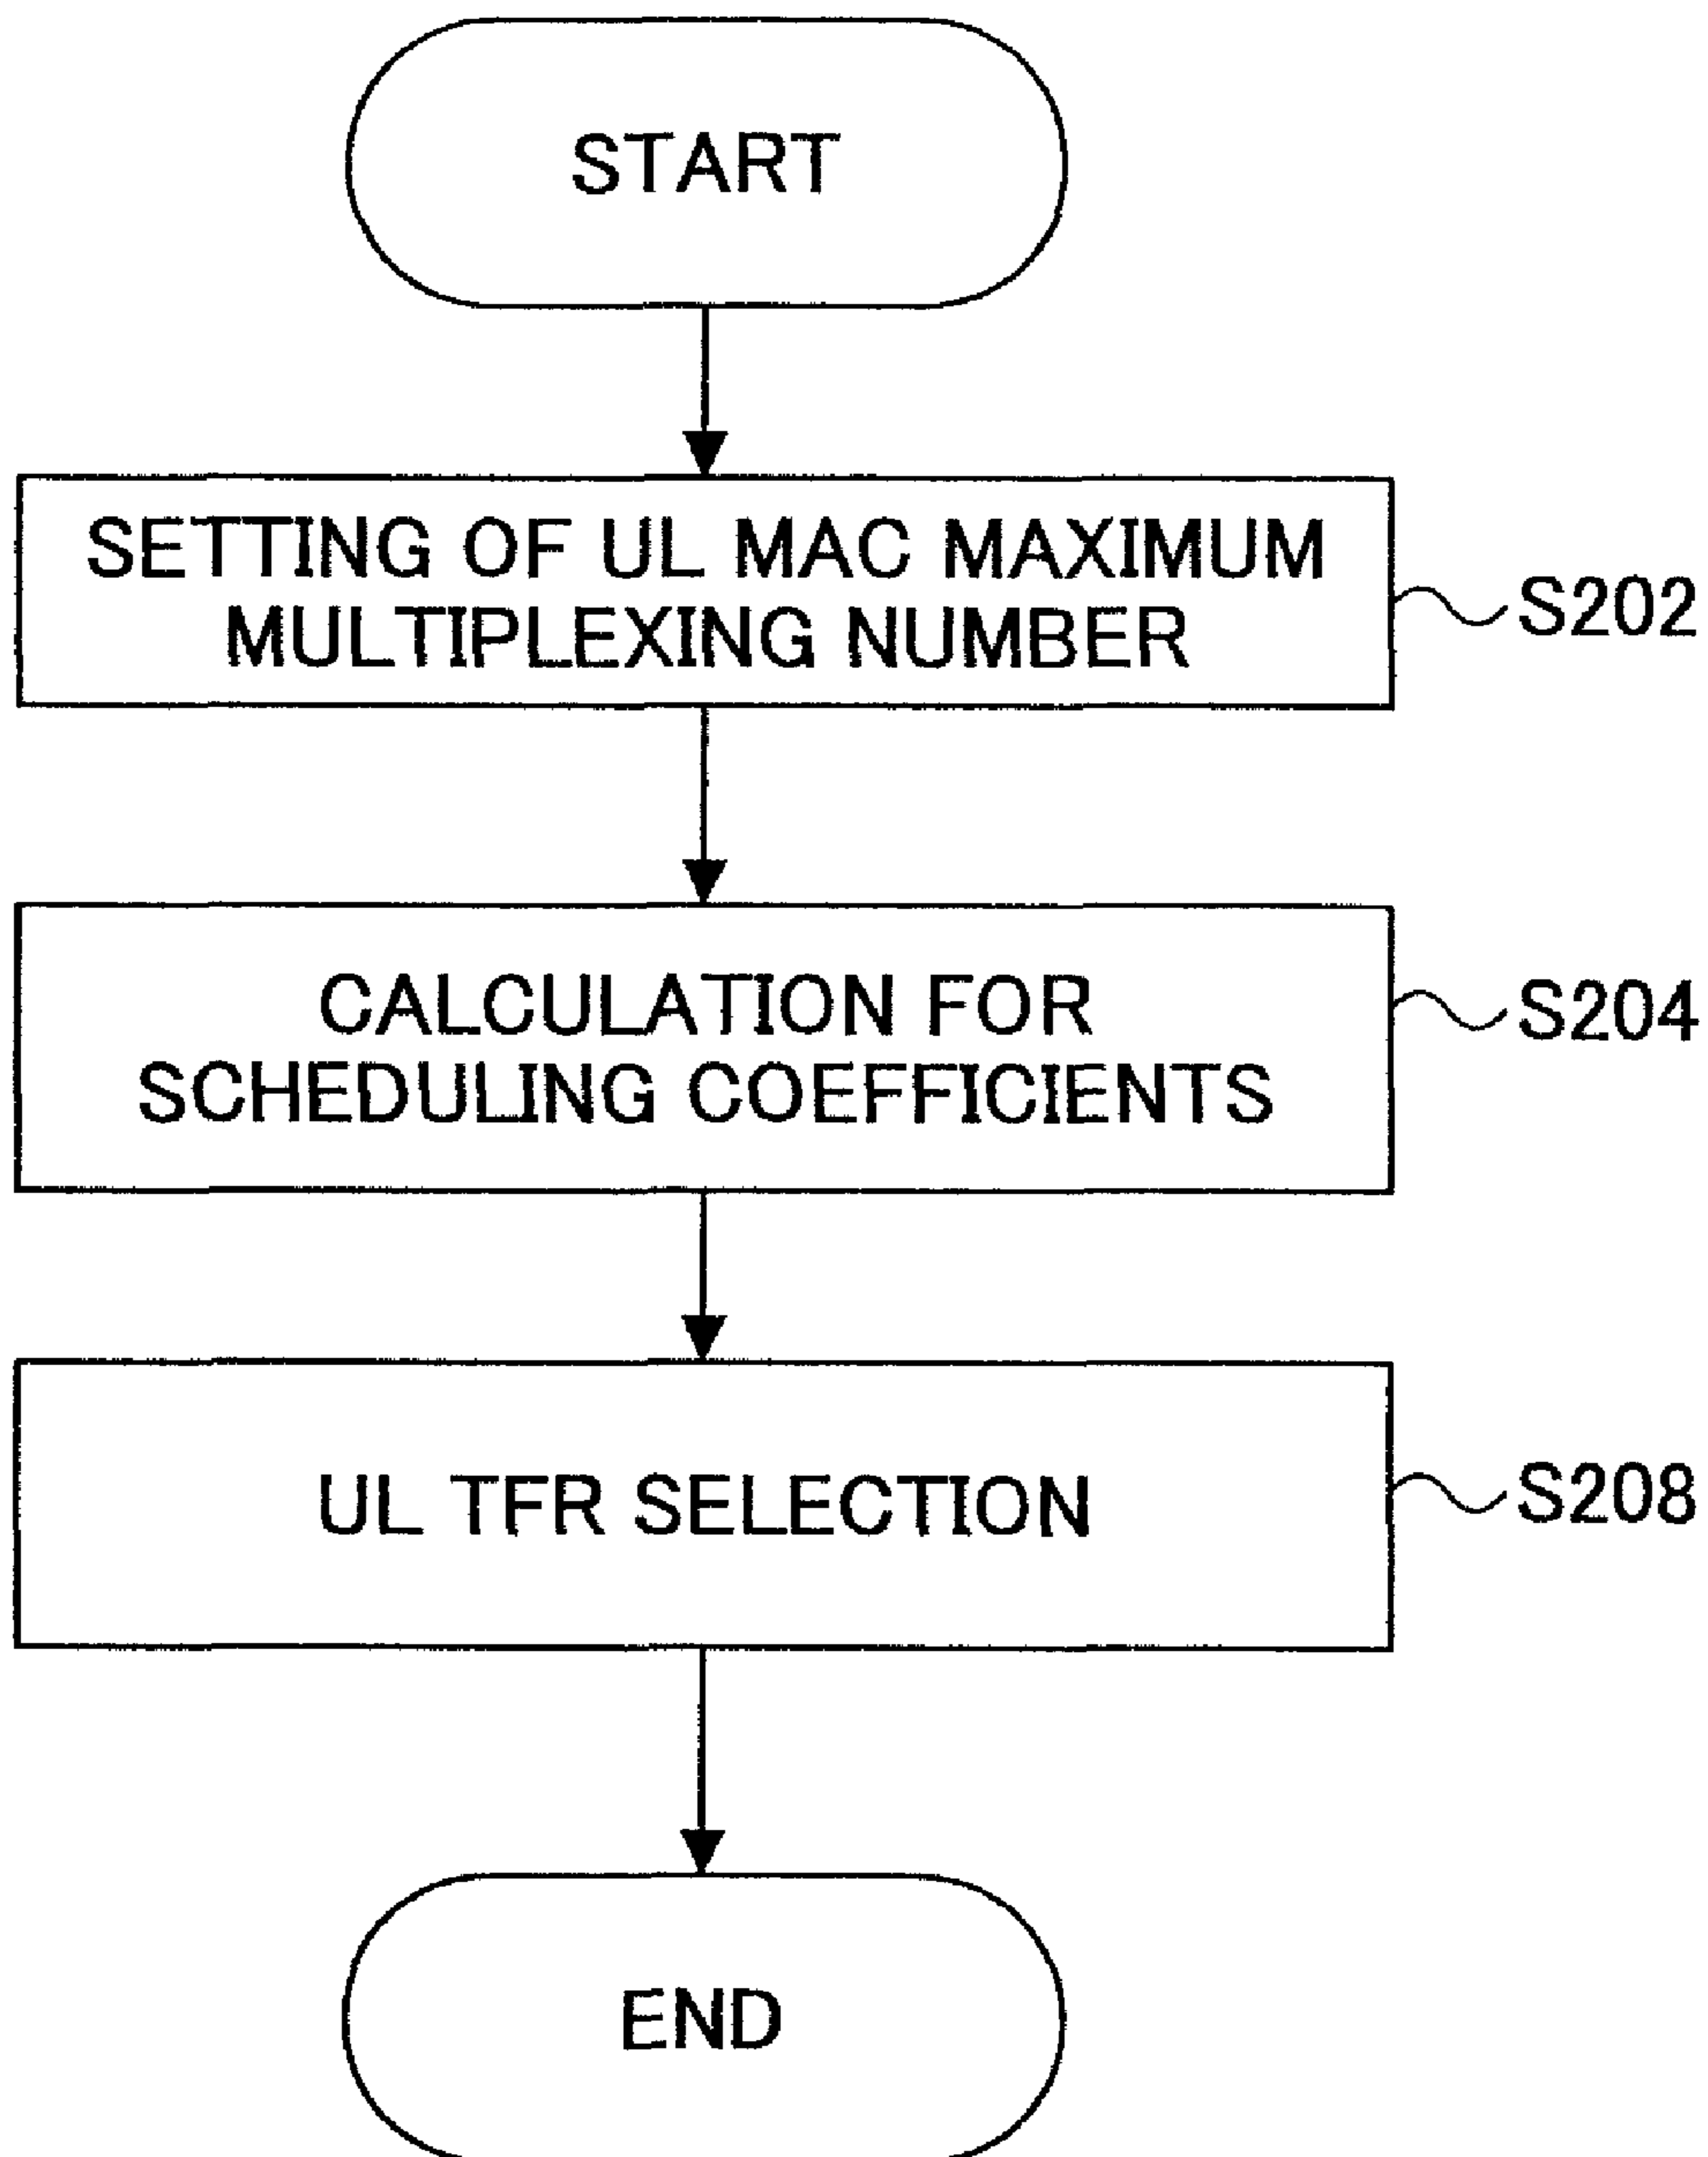 START
SETTING OF UL MAC MAXIMUM
MULTIPLEXING NUMBER
S202
CALCULATION FOR
SCHEDULING COEFFICIENTS
S204
UL TFR SELECTION
S208
END